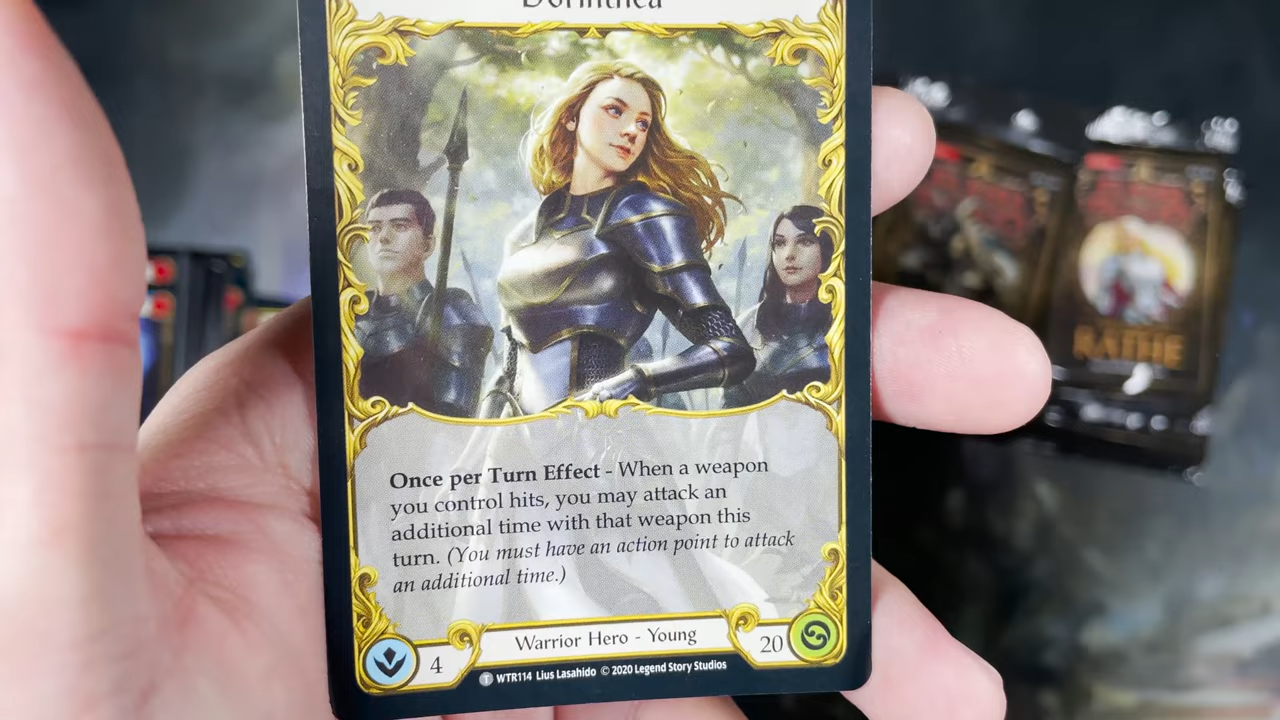 Dorinthea
Once per Turn Effect - When a weapon
you control hits, you may attack an
additional time with that weapon this
turn. (You must have an action point to attack
an additional time.)
4
Warrior Hero - Young
20
T WTR114 Lius Lasahido © 2020 Legend Story Studios
RATHE